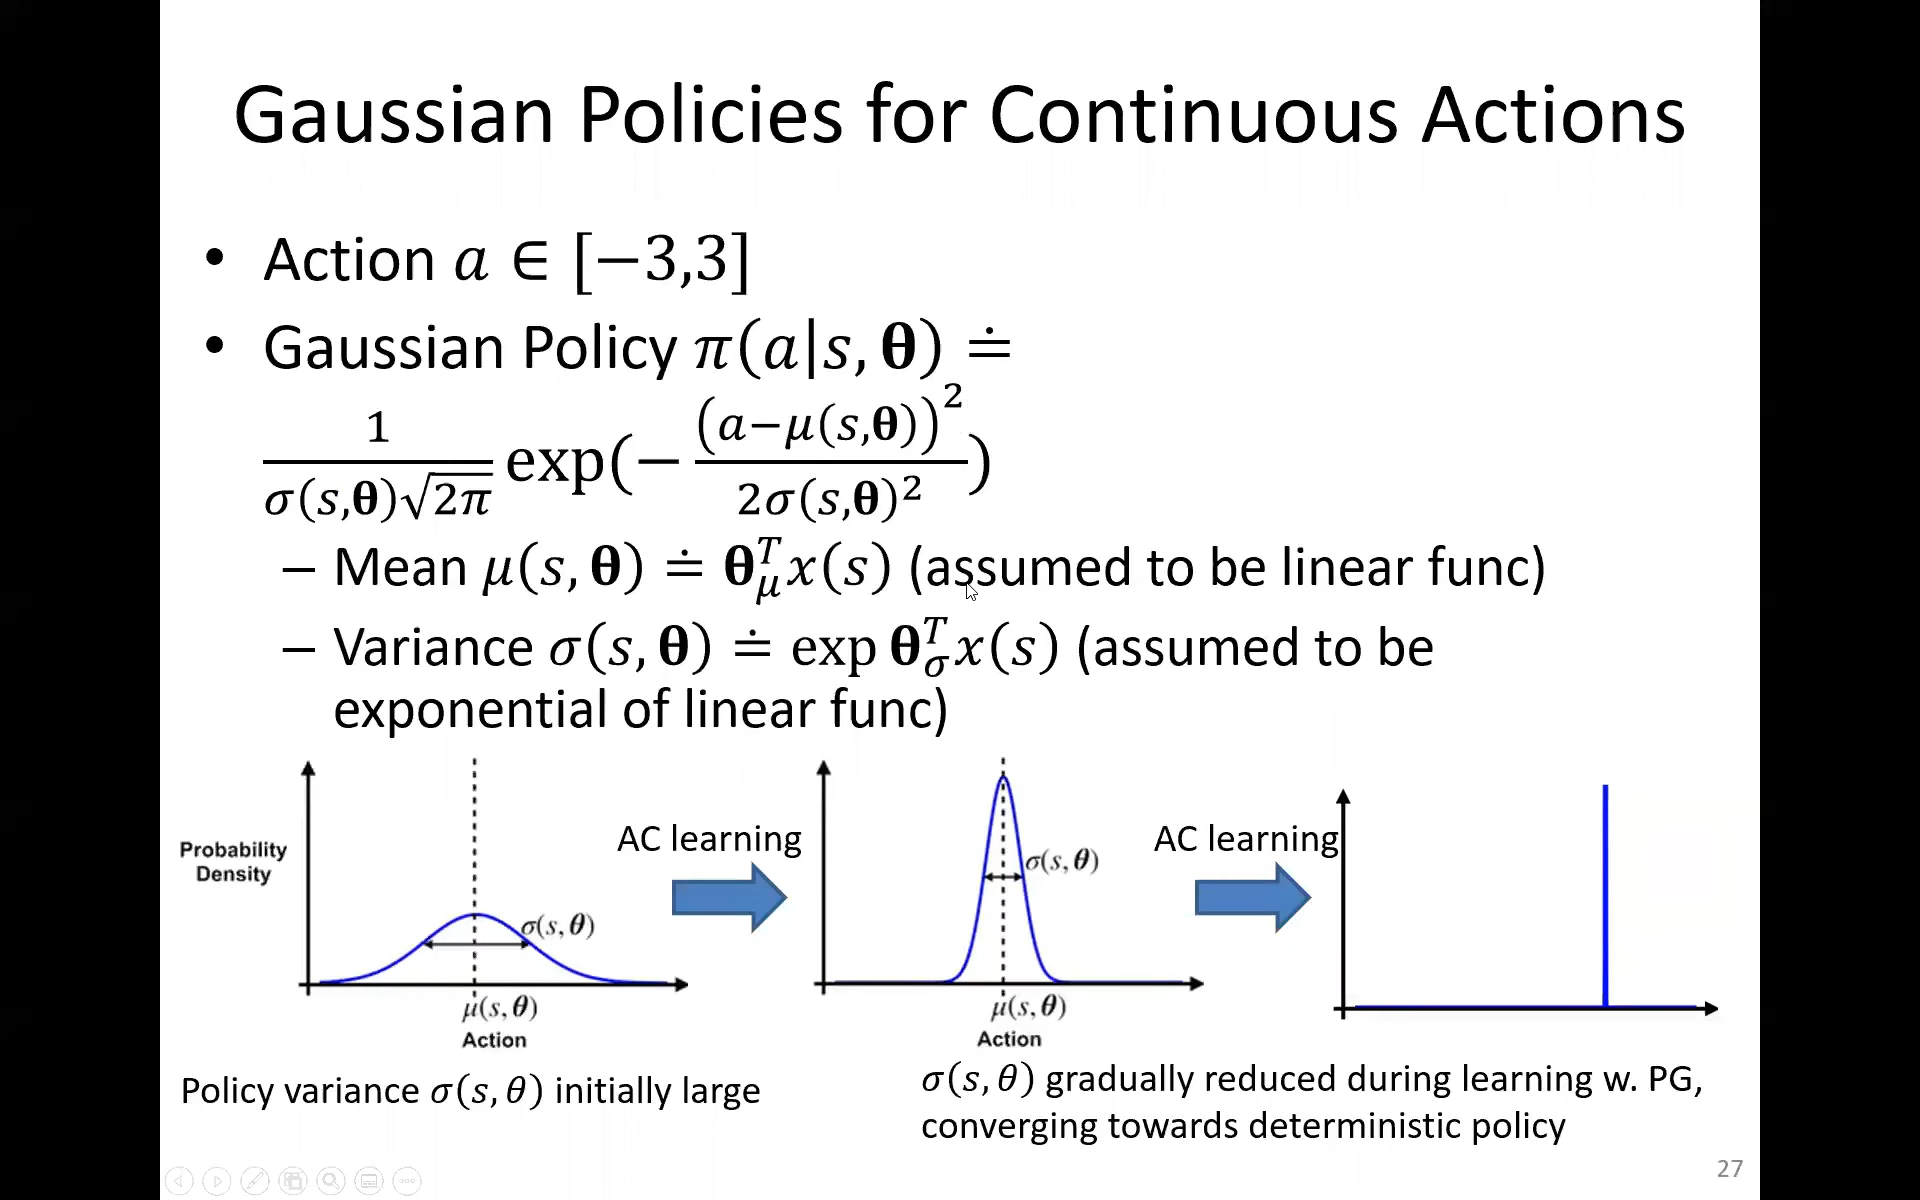 Gaussian Policies for Continuous Actions
• Action 𝑎 ∈ [−3,3]
• Gaussian Policy 𝜋(𝑎|𝑠, 𝛉) ≐
1/(𝜎(𝑠,𝛉)√2𝜋) exp(− (𝑎−𝜇(𝑠,𝛉))²/(2𝜎(𝑠,𝛉)²))
– Mean 𝜇(𝑠, 𝛉) ≐ 𝛉_𝜇^𝑇 𝑥(𝑠) (assumed to be linear func)
– Variance 𝜎(𝑠, 𝛉) ≐ exp 𝛉_𝜎^𝑇 𝑥(𝑠) (assumed to be
exponential of linear func)
Probability
Density
𝜎(𝑠, 𝜽)
𝜇(𝑠, 𝜽)
Action
AC learning
𝜎(𝑠, 𝜽)
𝜇(𝑠, 𝜽)
Action
AC learning
Policy variance 𝜎(𝑠, 𝜃) initially large
𝜎(𝑠, 𝜃) gradually reduced during learning w. PG,
converging towards deterministic policy
27